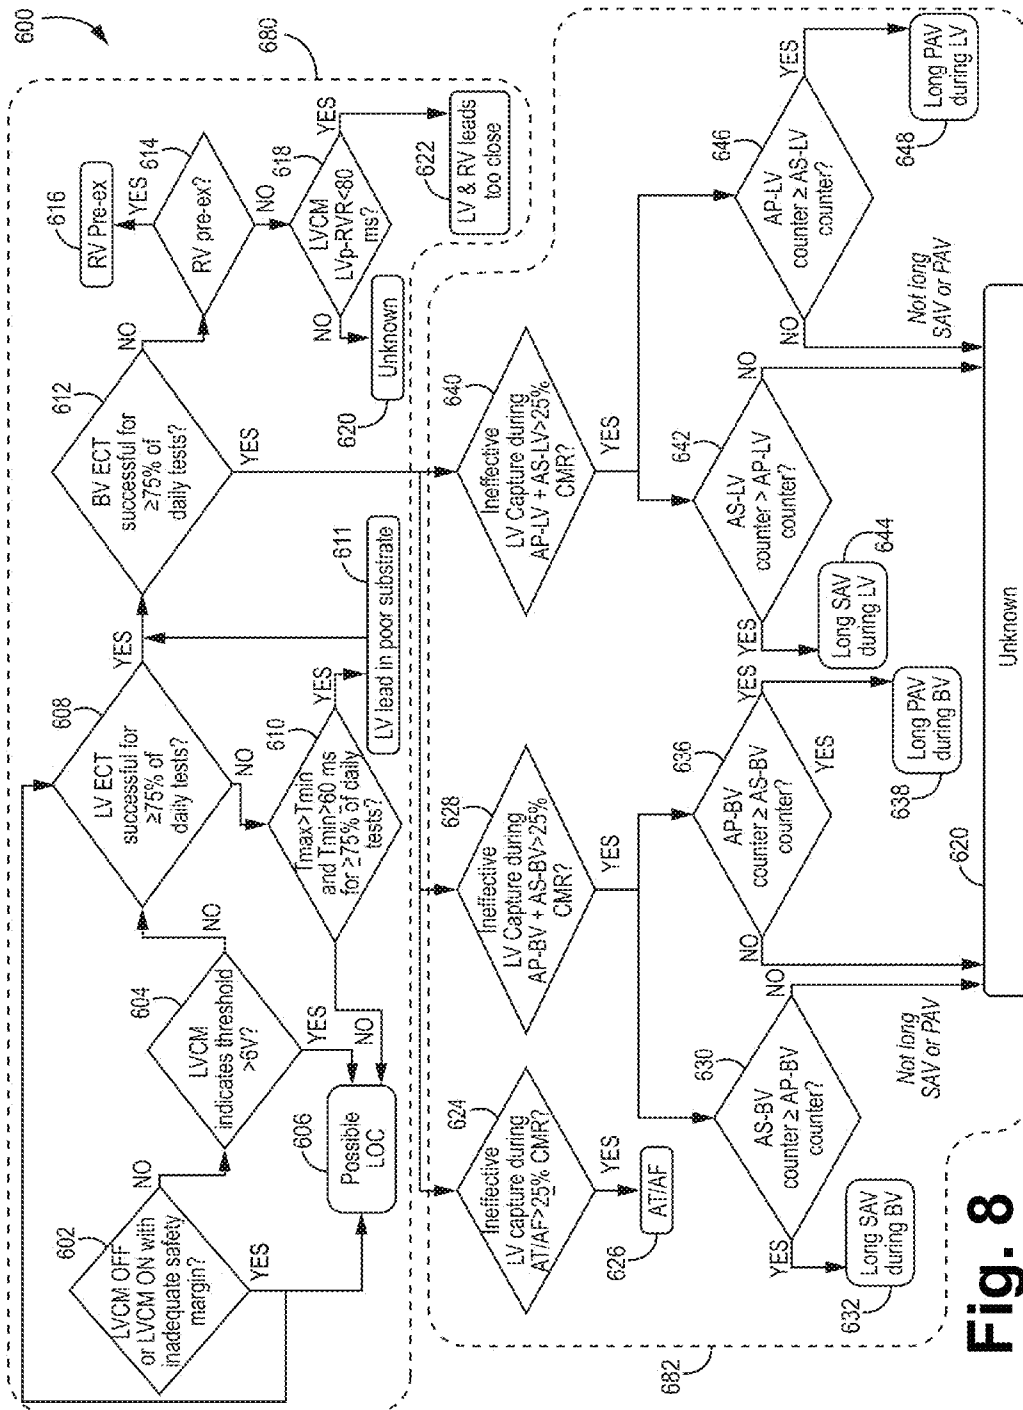 600
680
602
LVCM OFF
or LVCM ON with
inadequate safety
margin?
NO
YES
604
LVCM
indicates threshold
>6V?
NO
YES
606
Possible
LOC
608
LV ECT
successful for
≥75% of
daily tests?
YES
NO
610
Tmax>Tmin
and Tmin>60 ms
for ≥75% of daily
tests?
YES
NO
611
LV lead in poor substrate
612
BV ECT
successful for
≥75% of
daily tests?
NO
YES
614
RV pre-ex?
YES
NO
616
RV Pre-ex
618
LVCM
LVp-RVR<80
ms?
YES
NO
Unknown
620
622
LV & RV leads
too close
682
624
Ineffective
LV capture during
AT/AF>25% CMR?
YES
AT/AF
626
628
Ineffective
LV Capture during
AP-BV + AS-BV>25%
CMR?
YES
630
AS-BV
counter ≥ AP-BV
counter?
YES
NO
Long SAV
during BV
632
Not long
SAV or PAV
636
AP-BV
counter ≥ AS-BV
counter?
NO
YES
YES
Long PAV
during BV
638
640
Ineffective
LV Capture during
AP-LV + AS-LV>25%
CMR?
YES
642
AS-LV
counter > AP-LV
counter?
YES
NO
644
Long SAV
during LV
646
AP-LV
counter ≥ AS-LV
counter?
NO
YES
Not long
SAV or PAV
648
Long PAV
during LV
620
Unknown
Fig. 8